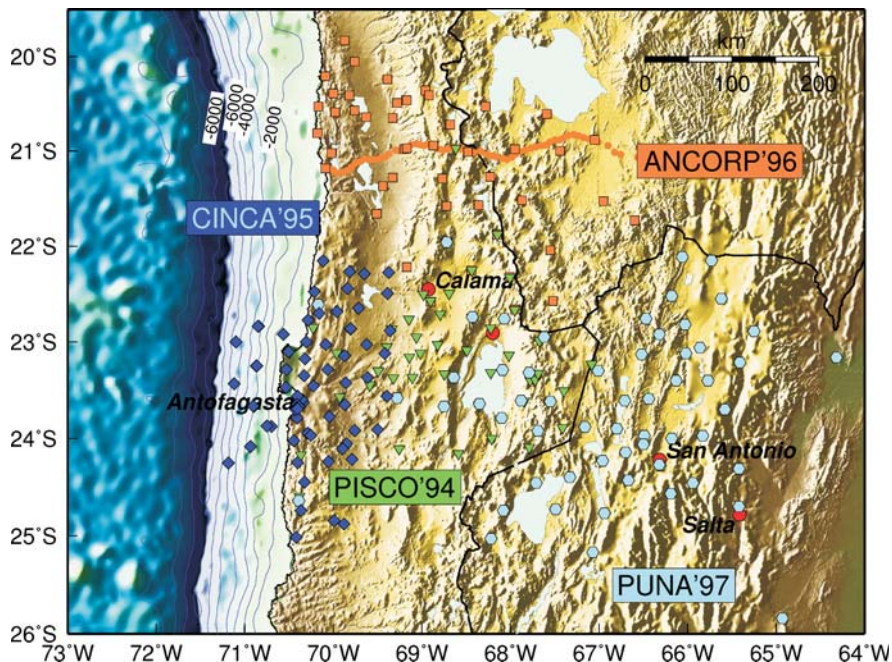 km
0 100 200
20˚S
21˚S
22˚S
23˚S
24˚S
25˚S
26˚S
-6000
-6000
-4000
-2000
ANCORP'96
CINCA'95
Calama
Antofagasta
San Antonio
PISCO'94
Salta
PUNA'97
73˚W 72˚W 71˚W 70˚W 69˚W 68˚W 67˚W 66˚W 65˚W 64˚W